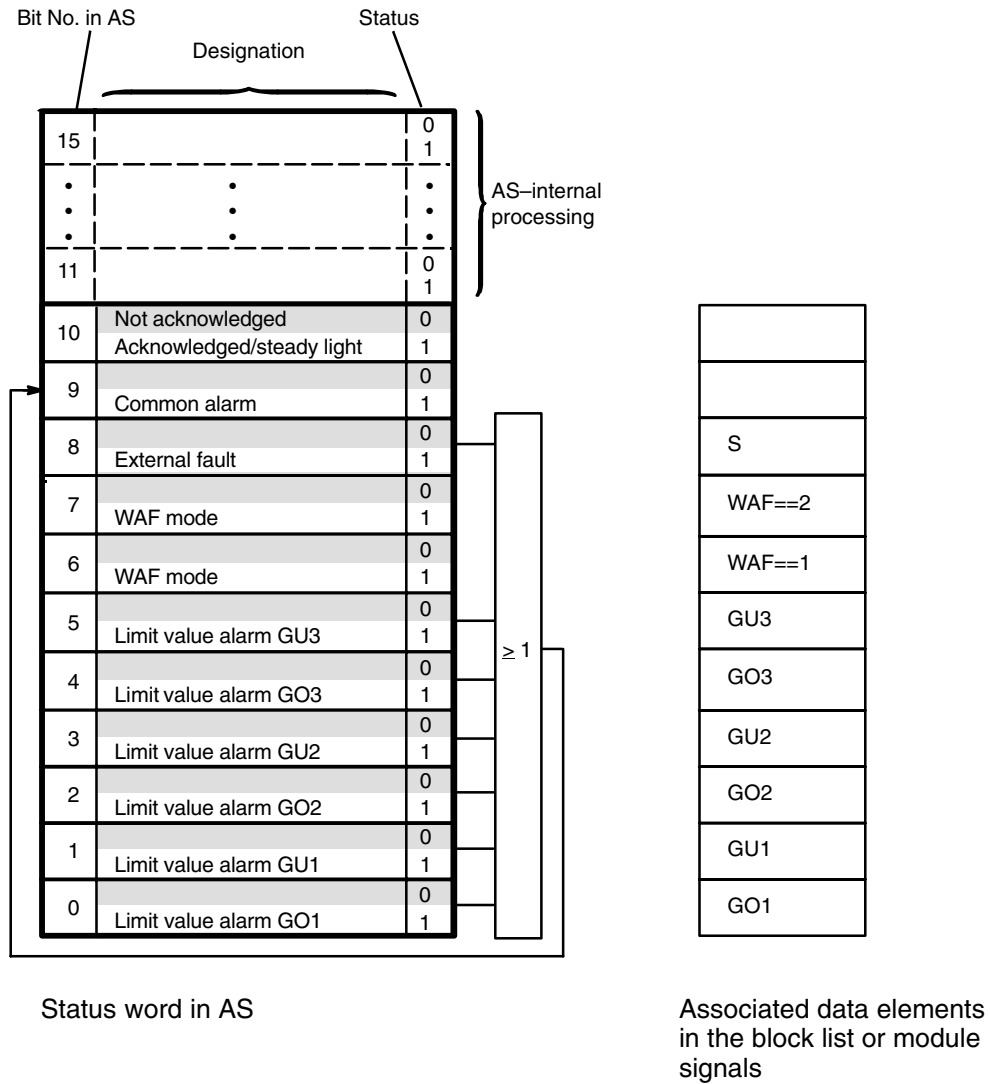 Bit No. in AS
Status
Designation
15
0
1
AS–internal
processing
11
0
1
10
Not acknowledged
0
Acknowledged/steady light
1
9
0
Common alarm
1
8
0
External fault
1
S
7
0
WAF mode
1
WAF==2
6
0
WAF mode
1
WAF==1
5
0
Limit value alarm GU3
1
GU3
≥ 1
4
0
Limit value alarm GO3
1
GO3
3
0
Limit value alarm GU2
1
GU2
2
0
Limit value alarm GO2
1
GO2
1
0
Limit value alarm GU1
1
GU1
0
0
Limit value alarm GO1
1
GO1
Status word in AS
Associated data elements
in the block list or module
signals